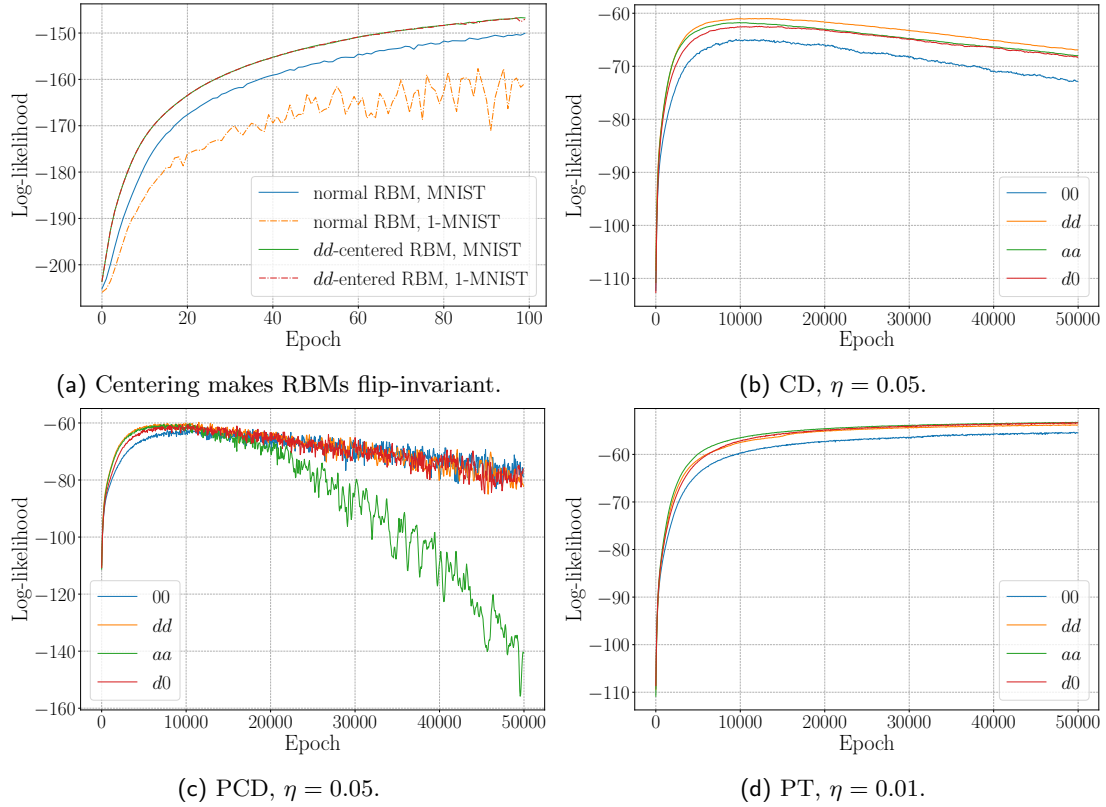 −150
−160
−170
−180
−190
−200
Log-likelihood
normal RBM, MNIST
normal RBM, 1-MNIST
dd-centered RBM, MNIST
dd-entered RBM, 1-MNIST
0 20 40 60 80 100
Epoch
(a) Centering makes RBMs flip-invariant.
−60
−70
−80
−90
−100
−110
Log-likelihood
00
dd
aa
d0
0 10000 20000 30000 40000 50000
Epoch
(b) CD, η = 0.05.
−60
−80
−100
−120
−140
−160
Log-likelihood
00
dd
aa
d0
0 10000 20000 30000 40000 50000
Epoch
(c) PCD, η = 0.05.
−60
−70
−80
−90
−100
−110
Log-likelihood
00
dd
aa
d0
0 10000 20000 30000 40000 50000
Epoch
(d) PT, η = 0.01.